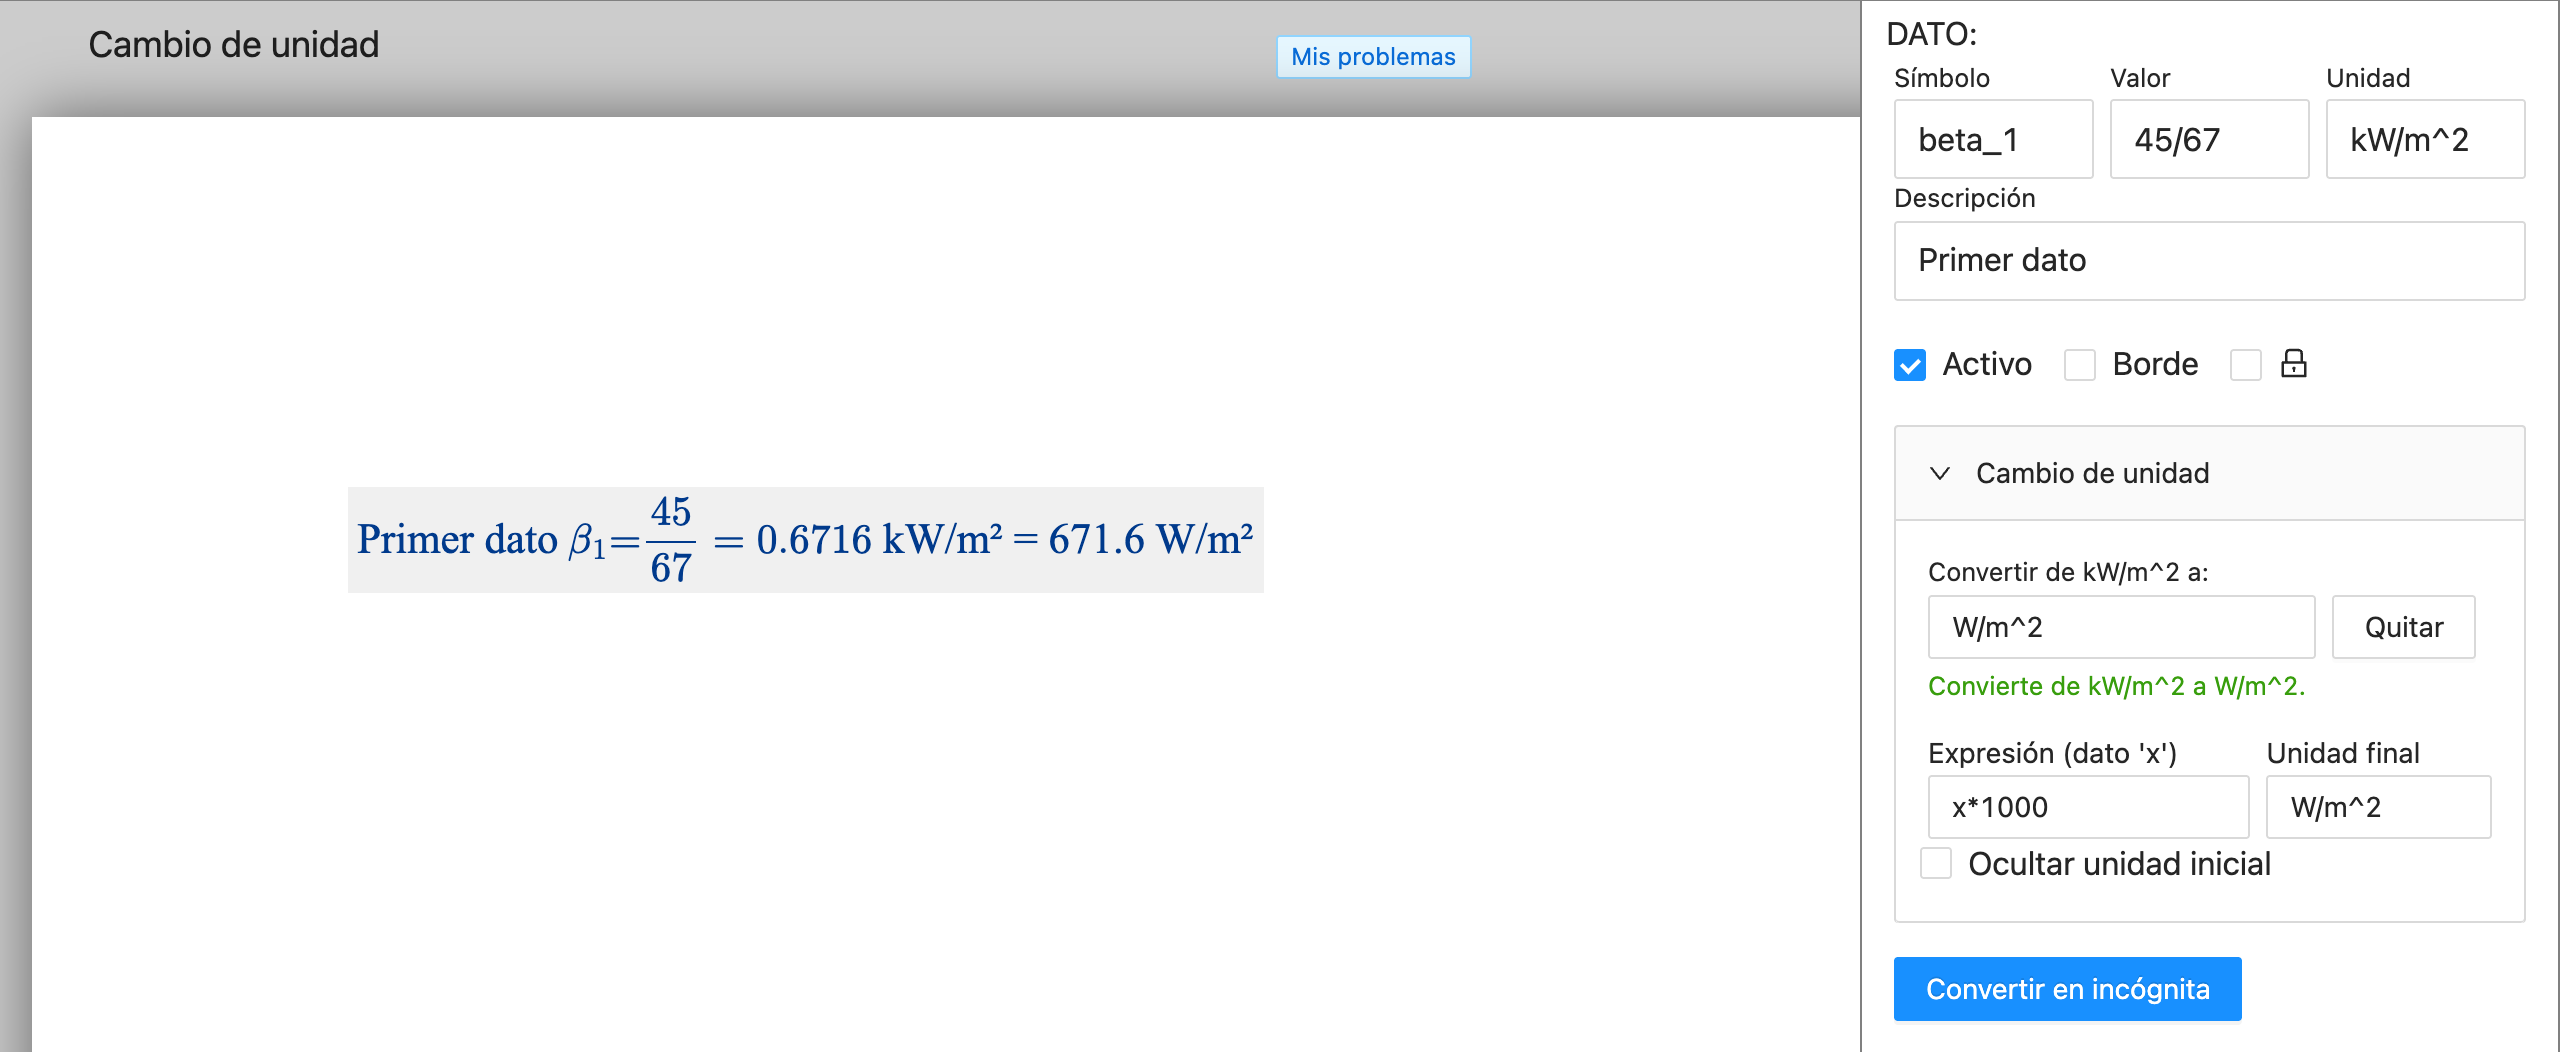 Cambio de unidad
Mis problemas
Primer dato β₁=45/67 = 0.6716 kW/m² = 671.6 W/m²
DATO:
Símbolo Valor Unidad
beta_1 45/67 kW/m^2
Descripción
Primer dato
Activo Borde
Cambio de unidad
Convertir de kW/m^2 a:
W/m^2 Quitar
Convierte de kW/m^2 a W/m^2.
Expresión (dato 'x') Unidad final
x*1000 W/m^2
Ocultar unidad inicial
Convertir en incógnita